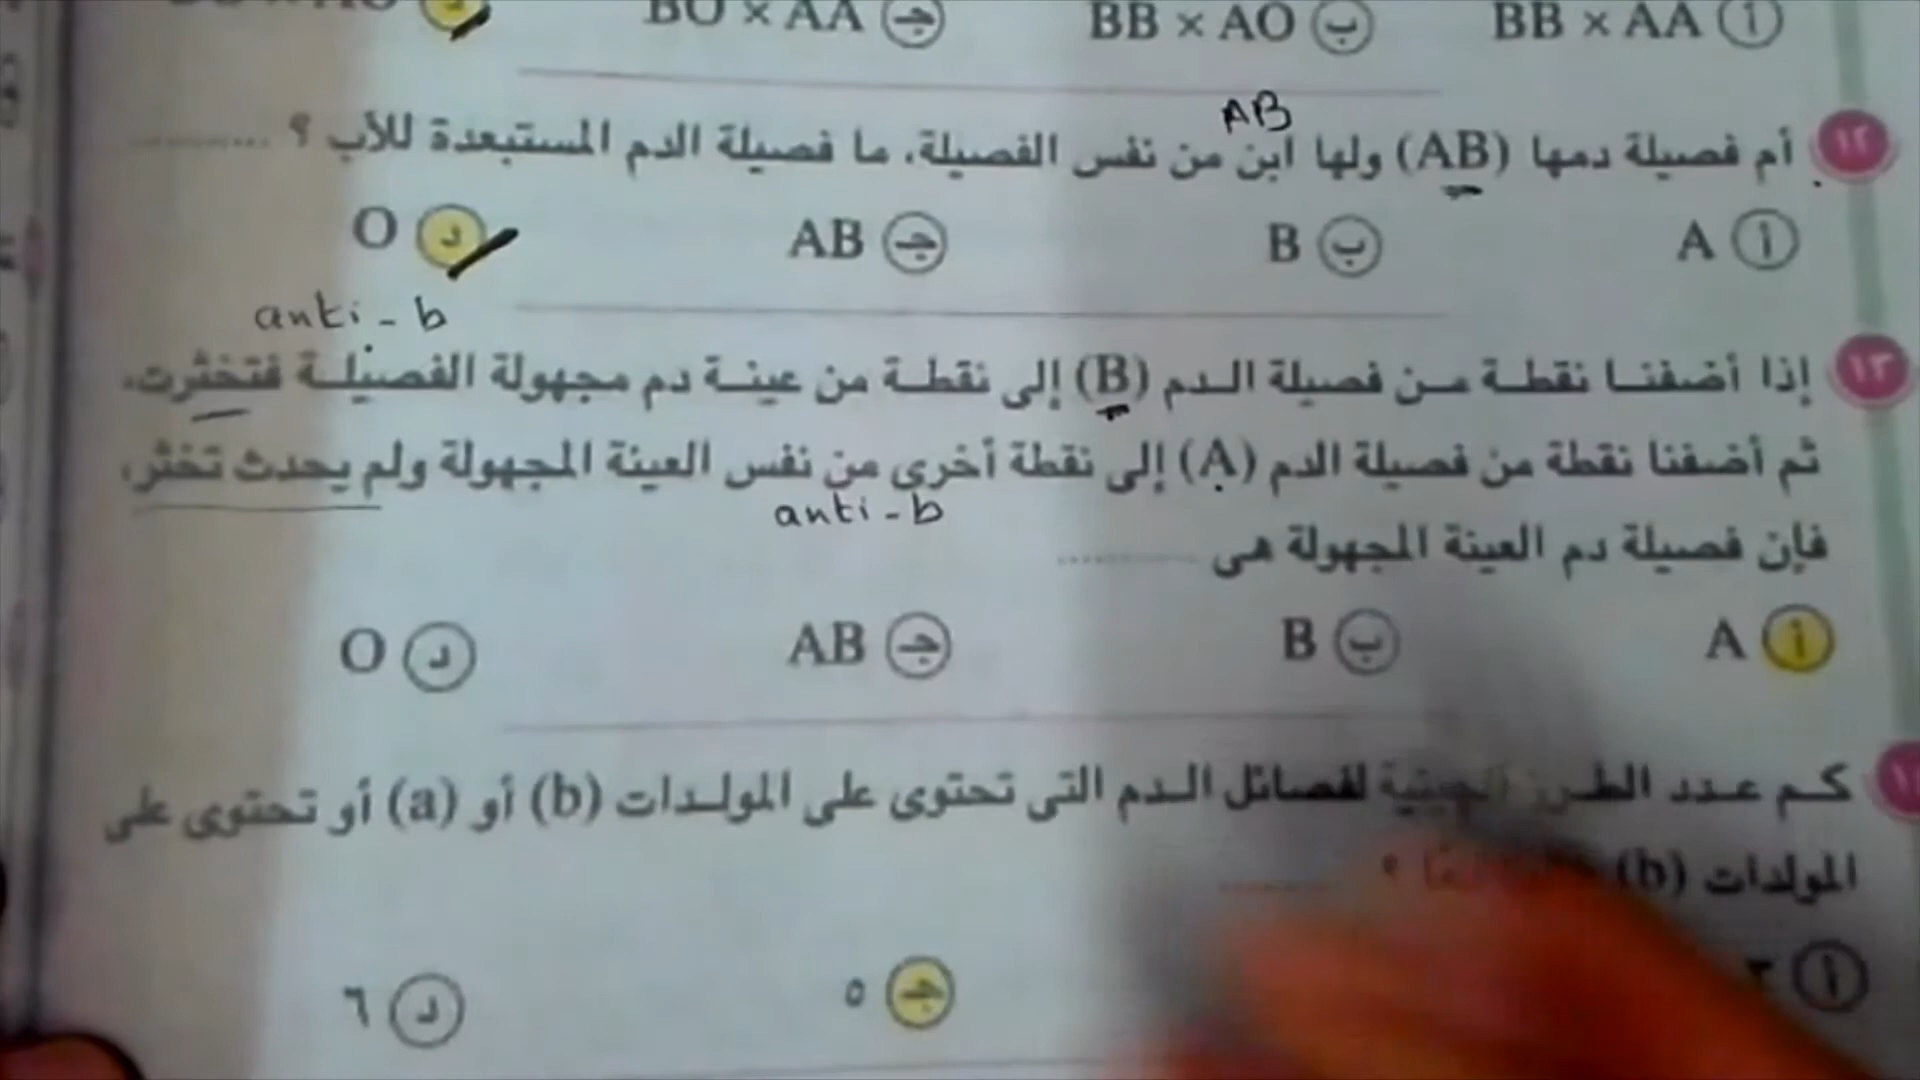 أ BB × AA ب BB × AO ج BO × AA د
AB
١٢ أم فصيلة دمها (AB) ولها ابن من نفس الفصيلة، ما فصيلة الدم المستبعدة للأب ؟ ............
أ A ب B ج AB د O
anti - b
١٣ إذا أضفنا نقطة من فصيلة الدم (B) إلى نقطة من عينة دم مجهولة الفصيلة فتخثرت،
ثم أضفنا نقطة من فصيلة الدم (A) إلى نقطة أخرى من نفس العينة المجهولة ولم يحدث تخثر،
anti - b
فإن فصيلة دم العينة المجهولة هى ............
أ A ب B ج AB د O
كم عدد الطرز الجينية لفصائل الدم التى تحتوى على المولدات (b) أو (a) أو تحتوى على
المولدات (b) ؟ ............
أ ج ٥ د ٦